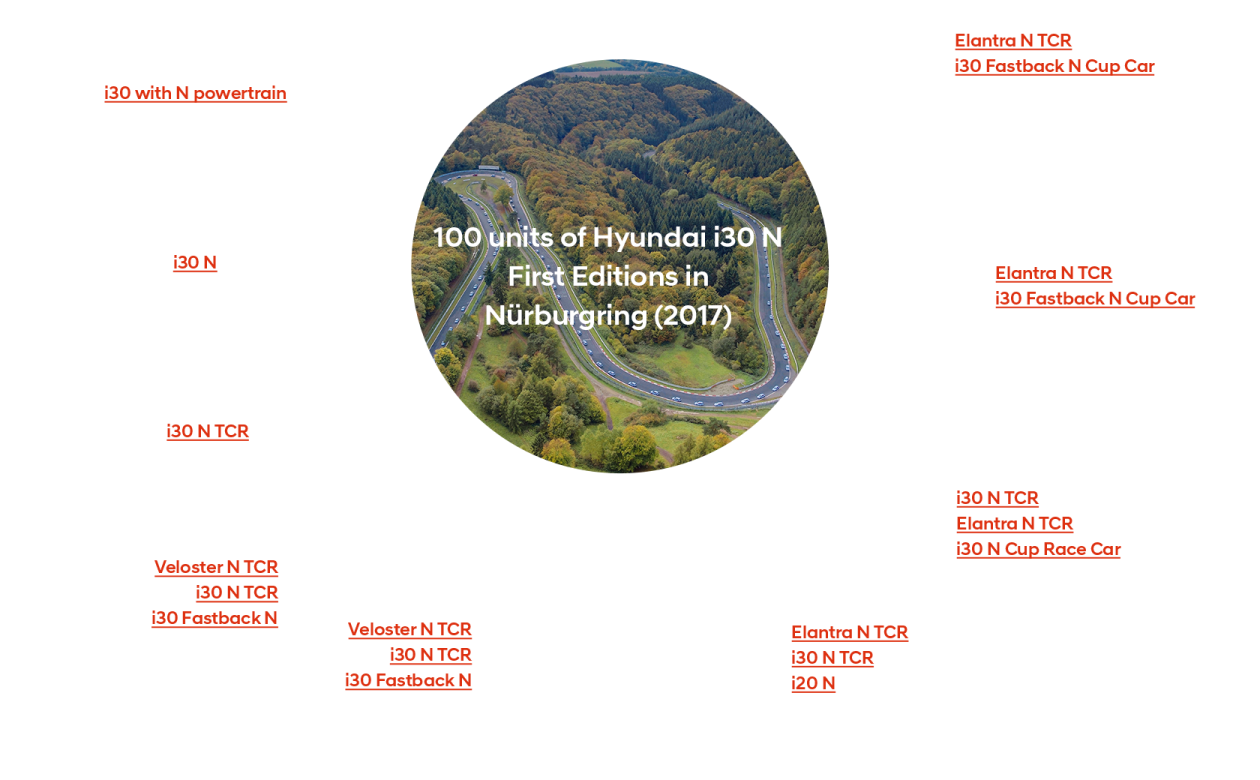 Elantra N TCR
i30 Fastback N Cup Car
i30 with N powertrain
100 units of Hyundai i30 N
First Editions in
Nürburgring (2017)
i30 N
Elantra N TCR
i30 Fastback N Cup Car
i30 N TCR
i30 N TCR
Elantra N TCR
i30 N Cup Race Car
Veloster N TCR
i30 N TCR
i30 Fastback N
Veloster N TCR
i30 N TCR
i30 Fastback N
Elantra N TCR
i30 N TCR
i20 N